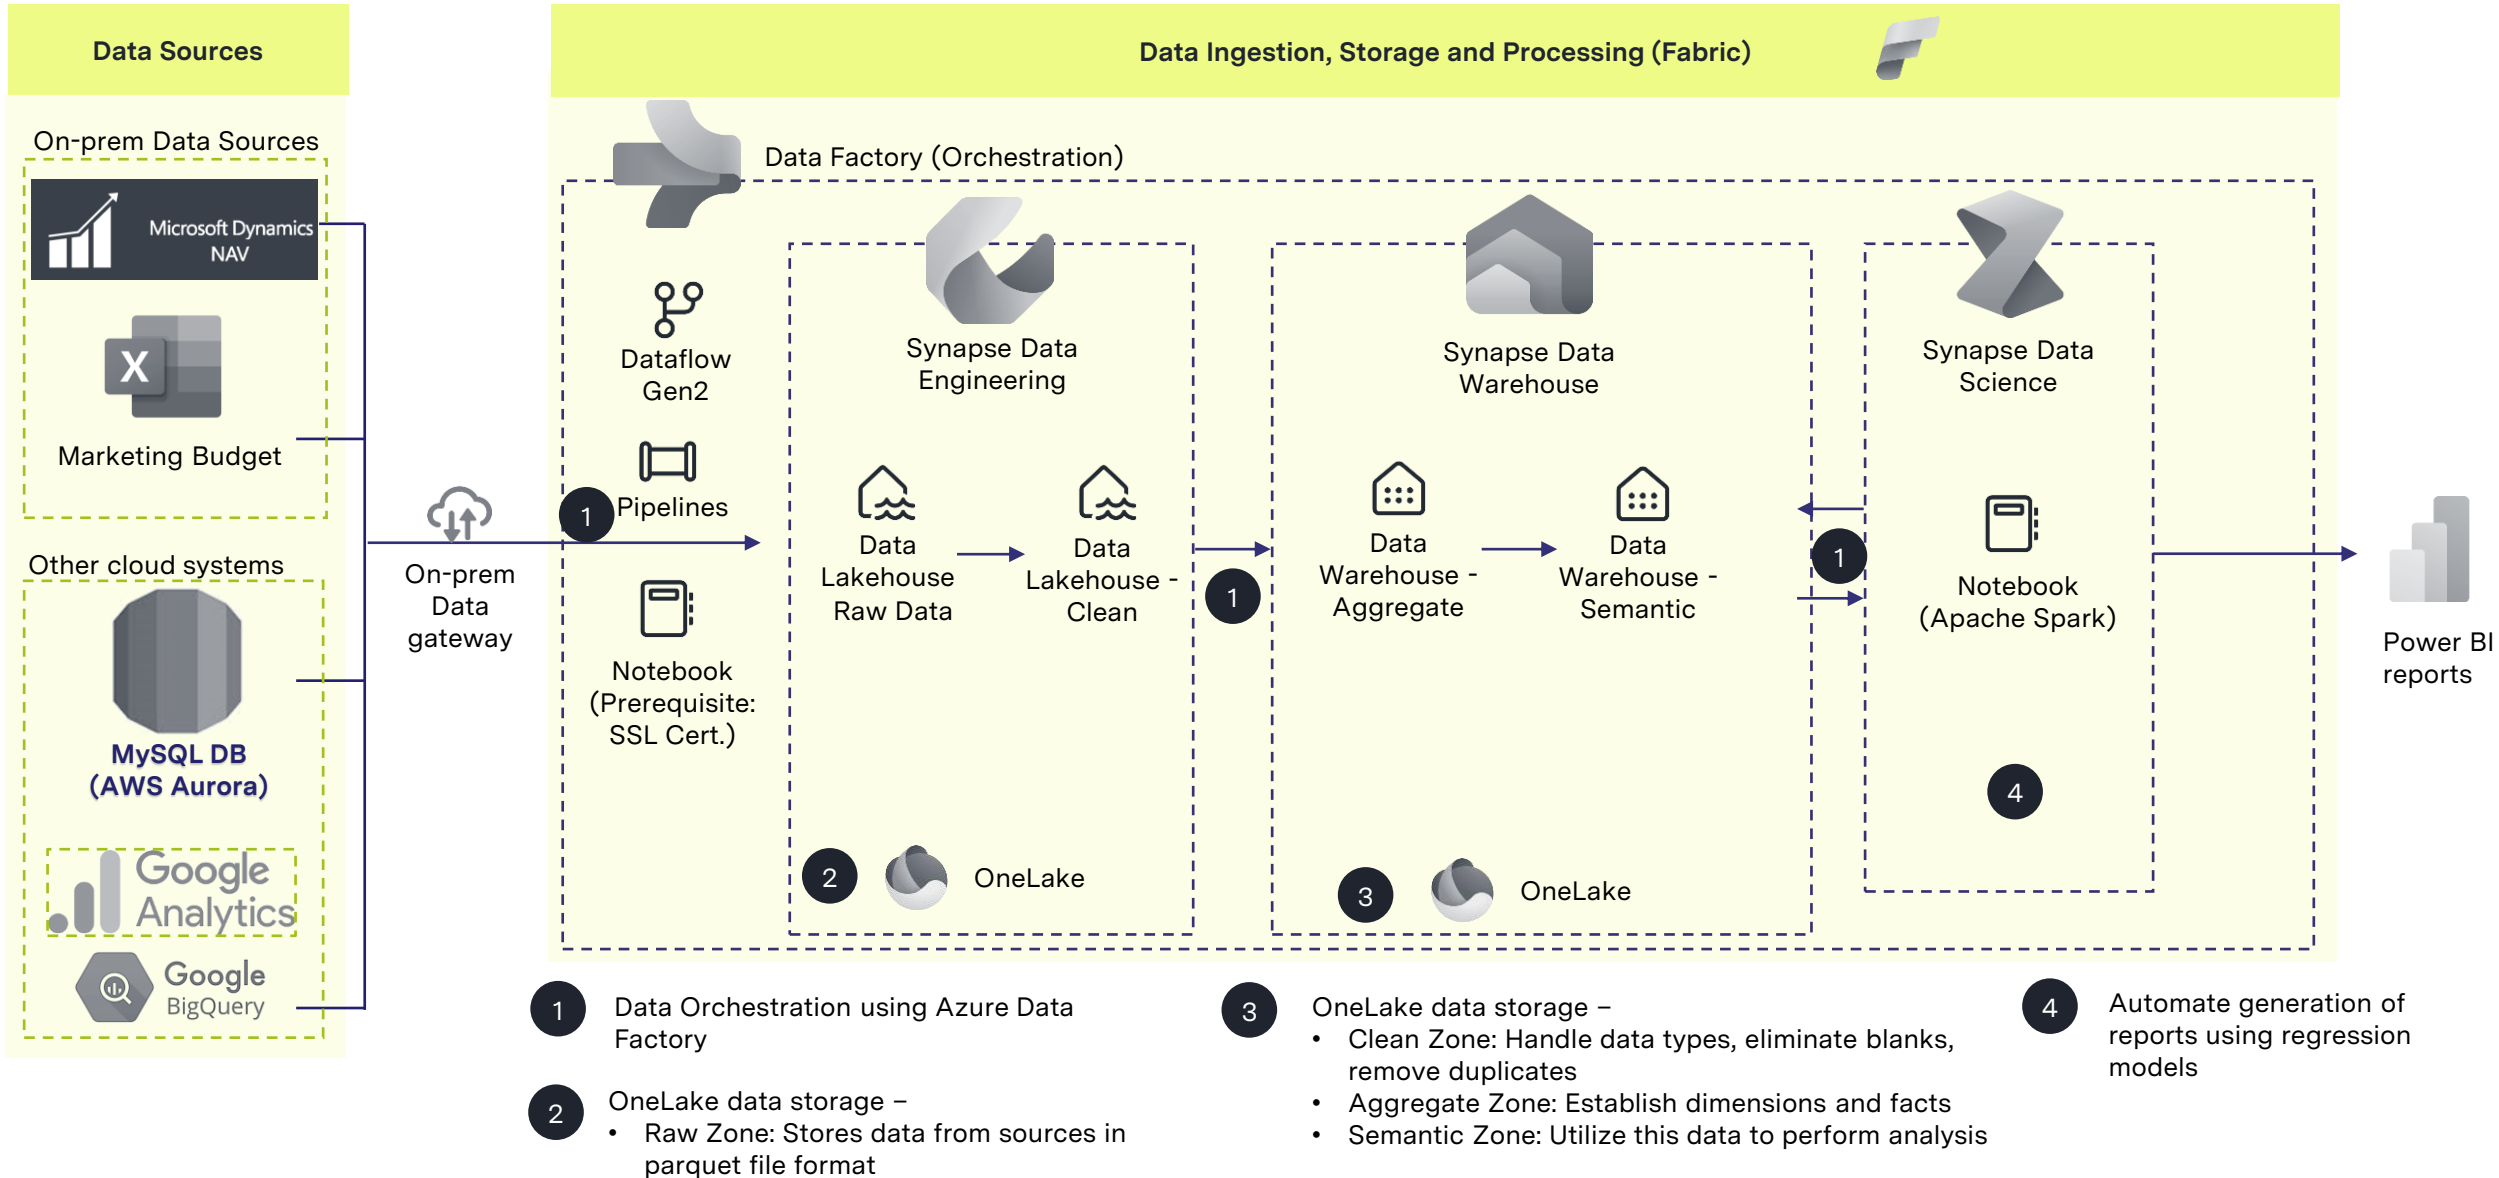 Data Sources
Data Ingestion, Storage and Processing (Fabric)
On-prem Data Sources
Microsoft Dynamics
NAV
X
Marketing Budget
Other cloud systems
MySQL DB
(AWS Aurora)
Google
Analytics
Google
BigQuery
On-prem
Data
gateway
Data Factory (Orchestration)
Dataflow
Gen2
1
Pipelines
Notebook
(Prerequisite:
SSL Cert.)
Synapse Data
Engineering
Data
Lakehouse
Raw Data
Data
Lakehouse -
Clean
2
OneLake
1
Synapse Data
Warehouse
Data
Warehouse -
Aggregate
Data
Warehouse -
Semantic
3
OneLake
1
Synapse Data
Science
Notebook
(Apache Spark)
4
Power BI
reports
1
Data Orchestration using Azure Data
Factory
2
OneLake data storage –
• Raw Zone: Stores data from sources in
parquet file format
3
OneLake data storage –
• Clean Zone: Handle data types, eliminate blanks,
remove duplicates
• Aggregate Zone: Establish dimensions and facts
• Semantic Zone: Utilize this data to perform analysis
4
Automate generation of
reports using regression
models